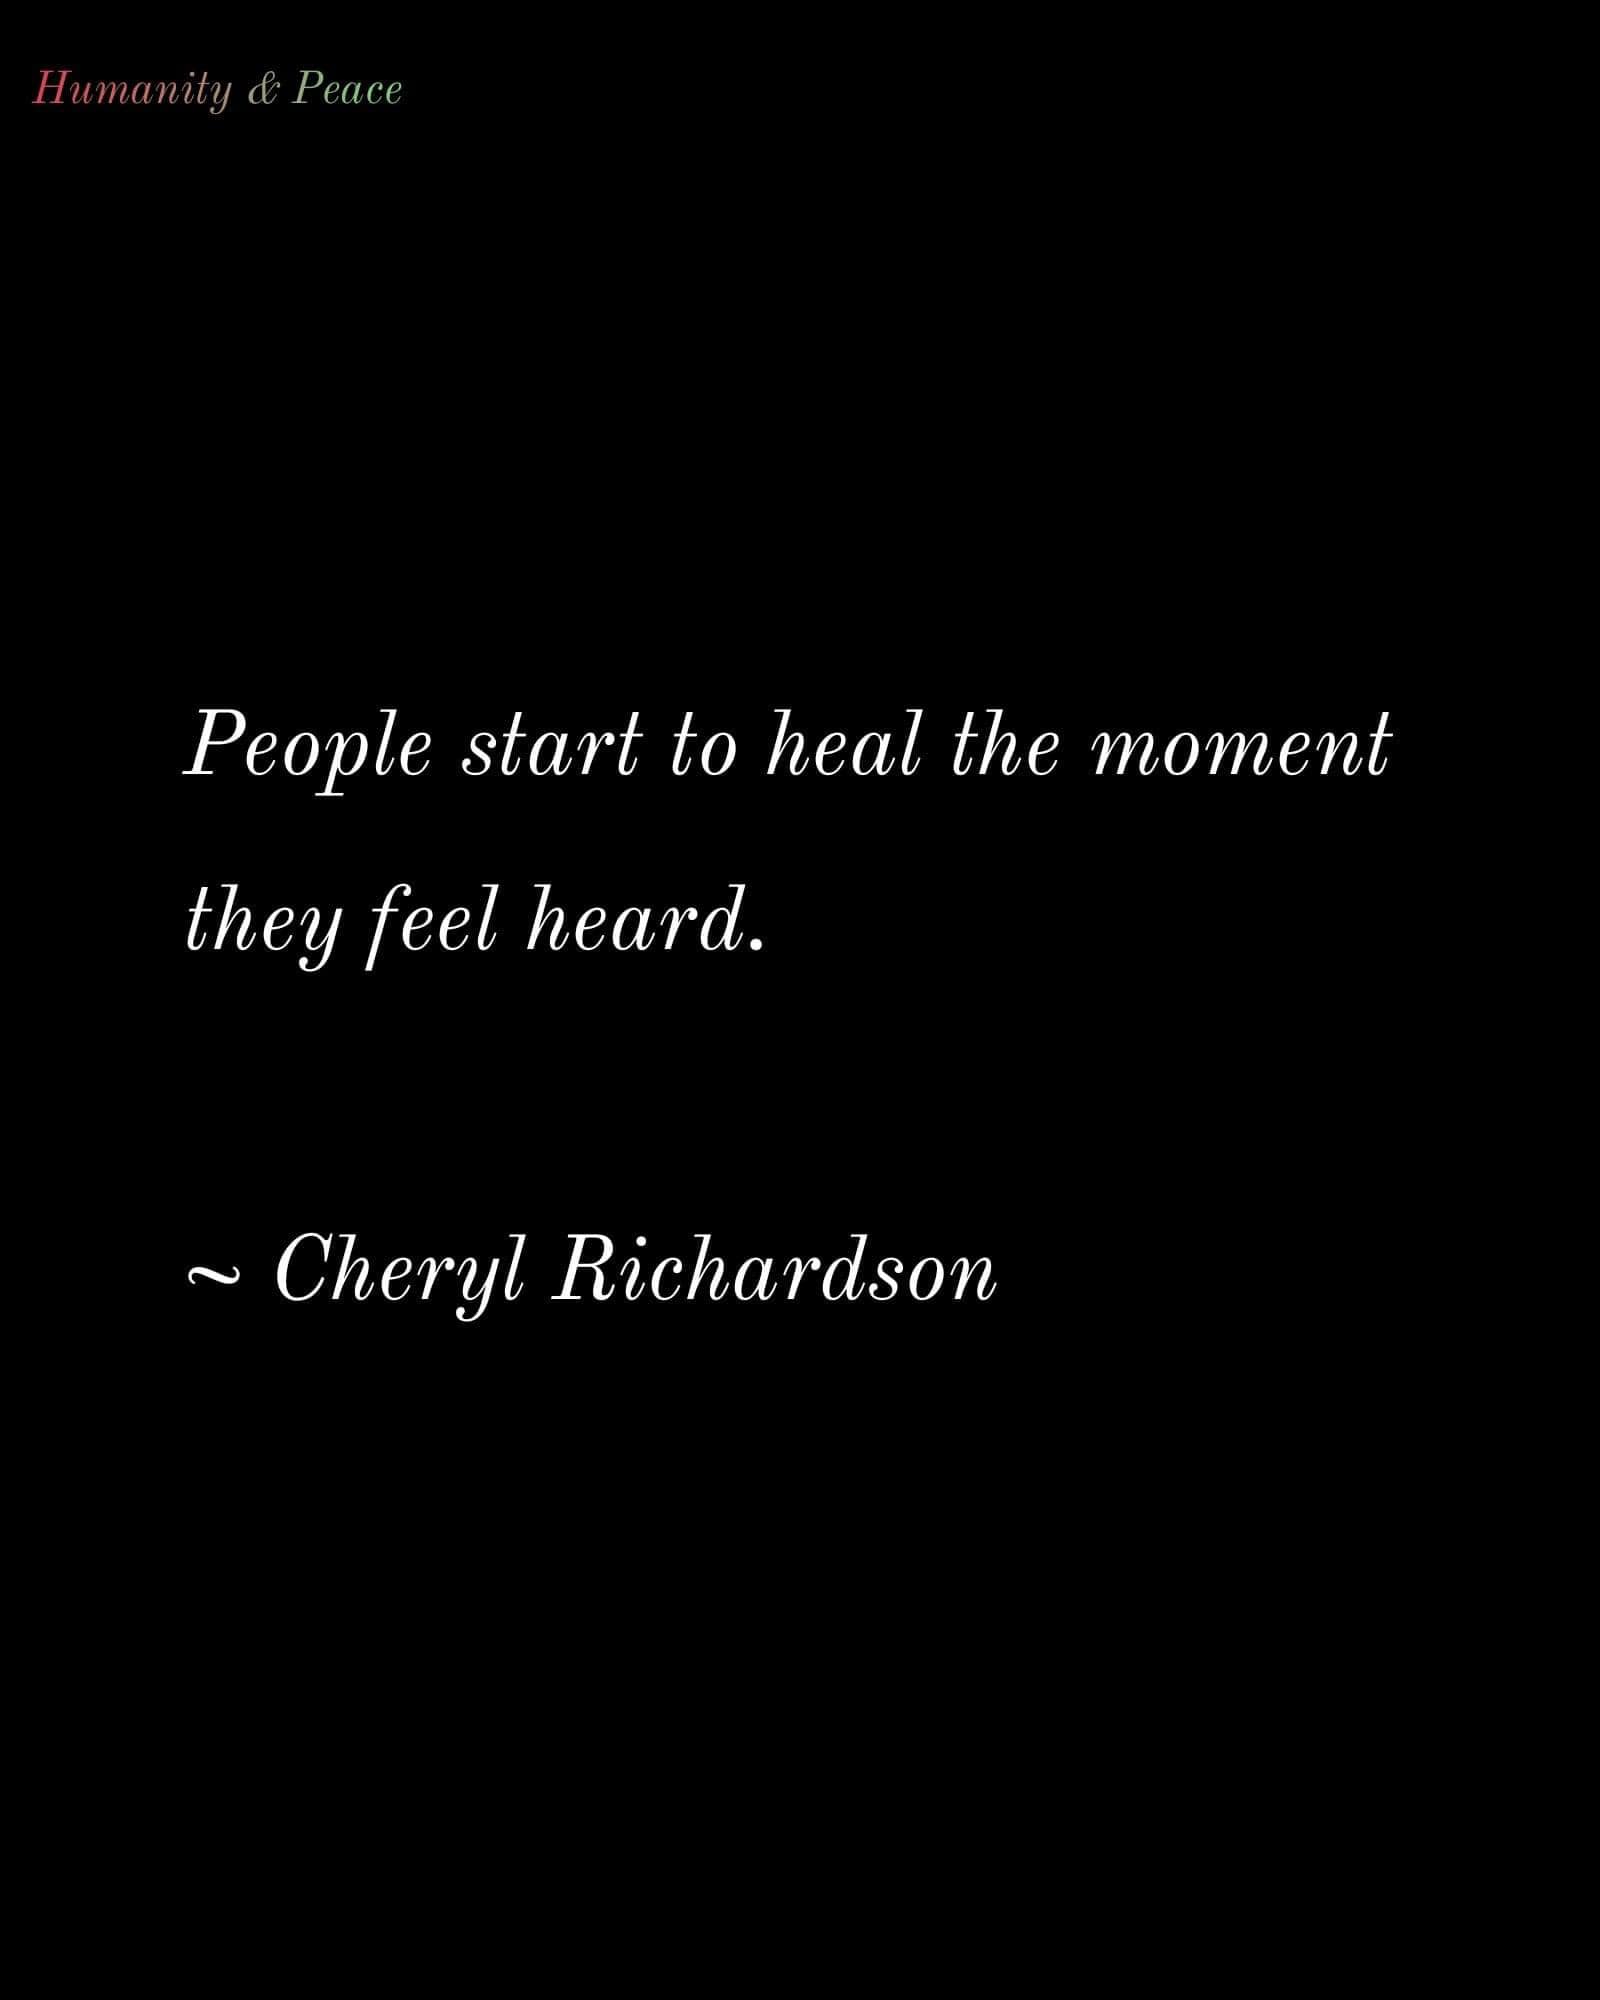 Humanity & Peace
People start to heal the moment
they feel heard.
~ Cheryl Richardson